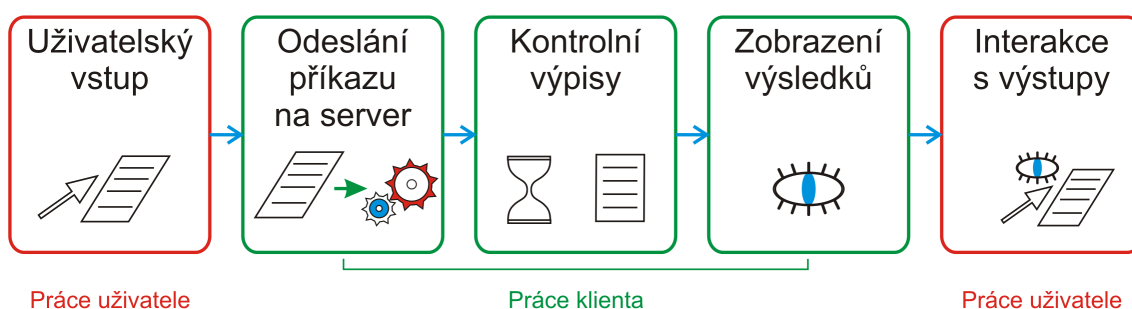 Uživatelský
vstup
Odeslání
příkazu
na server
Kontrolní
výpisy
Zobrazení
výsledků
Interakce
s výstupy
Práce uživatele
Práce klienta
Práce uživatele